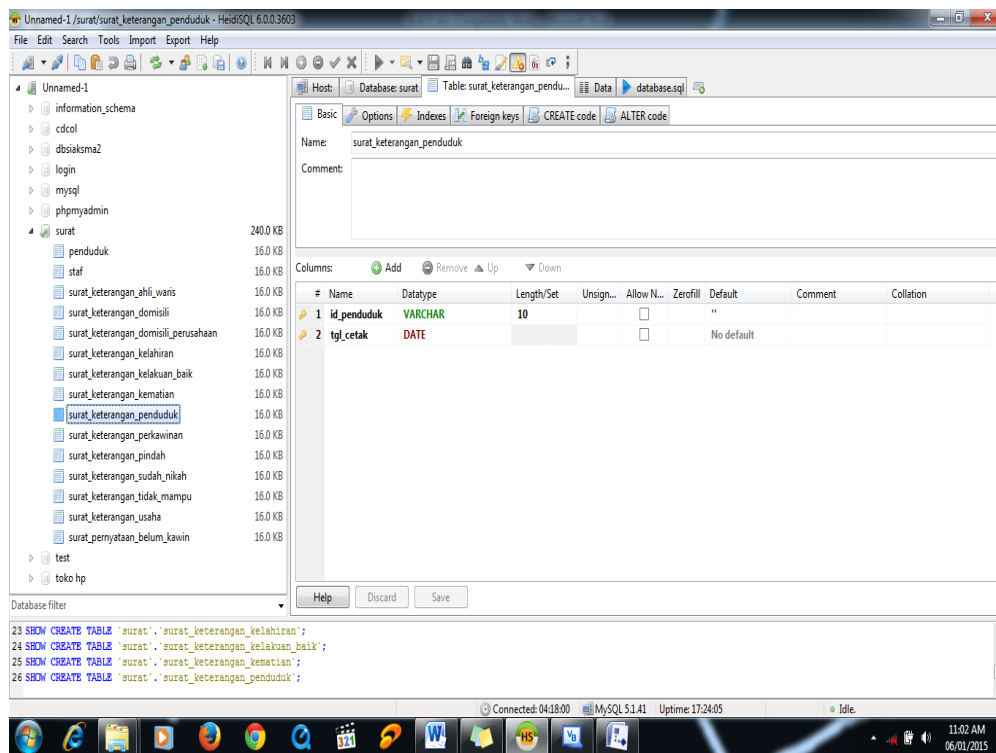 Unnamed-1 /surat/surat_keterangan_penduduk - HeidiSQL 6.0.0.3603
File Edit Search Tools Import Export Help
Unnamed-1
information_schema
cdcol
dbsiaksma2
login
mysql
phpmyadmin
surat 240.0 KB
penduduk 16.0 KB
staf 16.0 KB
surat_keterangan_ahli_waris 16.0 KB
surat_keterangan_domisili 16.0 KB
surat_keterangan_domisili_perusahaan 16.0 KB
surat_keterangan_kelahiran 16.0 KB
surat_keterangan_kelakuan_baik 16.0 KB
surat_keterangan_kematian 16.0 KB
surat_keterangan_penduduk 16.0 KB
surat_keterangan_perkawinan 16.0 KB
surat_keterangan_pindah 16.0 KB
surat_keterangan_sudah_nikah 16.0 KB
surat_keterangan_tidak_mampu 16.0 KB
surat_keterangan_usaha 16.0 KB
surat_pernyataan_belum_kawin 16.0 KB
test
toko hp
Database filter
Host: Database: surat Table: surat_keterangan_pendu... Data database.sql
Basic Options Indexes Foreign keys CREATE code ALTER code
Name: surat_keterangan_penduduk
Comment:
Columns: Add Remove Up Down
# Name Datatype Length/Set Unsign... Allow N... Zerofill Default Comment Collation
1 id_penduduk VARCHAR 10 ''
2 tgl_cetak DATE No default
Help Discard Save
23 SHOW CREATE TABLE `surat`.`surat_keterangan_kelahiran`;
24 SHOW CREATE TABLE `surat`.`surat_keterangan_kelakuan_baik`;
25 SHOW CREATE TABLE `surat`.`surat_keterangan_kematian`;
26 SHOW CREATE TABLE `surat`.`surat_keterangan_penduduk`;
Connected: 04:18:00 MySQL 5.1.41 Uptime: 17:24:05 Idle.
321
W
HS
VB
11:02 AM
06/01/2015